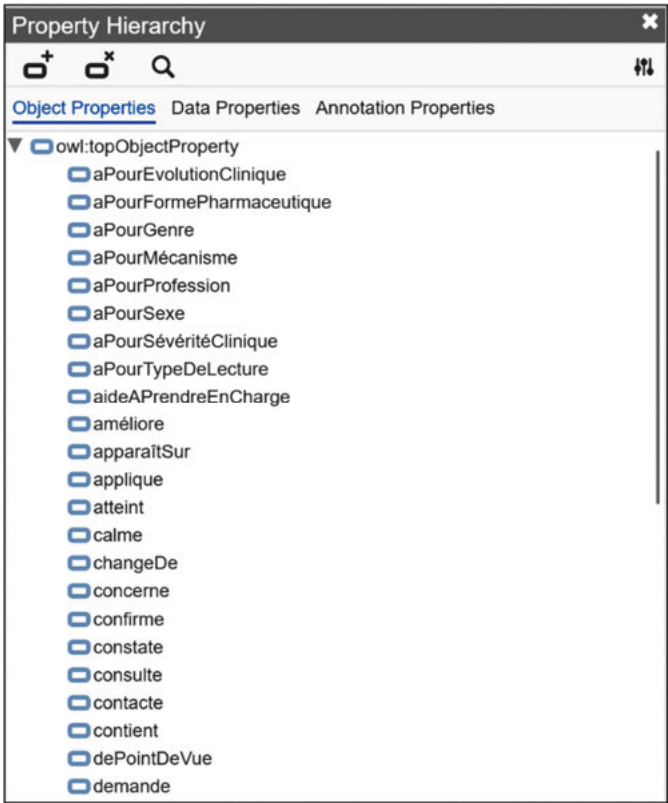 Property Hierarchy
Object Properties Data Properties Annotation Properties
owl:topObjectProperty
aPourEvolutionClinique
aPourFormePharmaceutique
aPourGenre
aPourMécanisme
aPourProfession
aPourSexe
aPourSévéritéClinique
aPourTypeDeLecture
aideAPrendreEnCharge
améliore
apparaîtSur
applique
atteint
calme
changeDe
concerne
confirme
constate
consulte
contacte
contient
dePointDeVue
demande